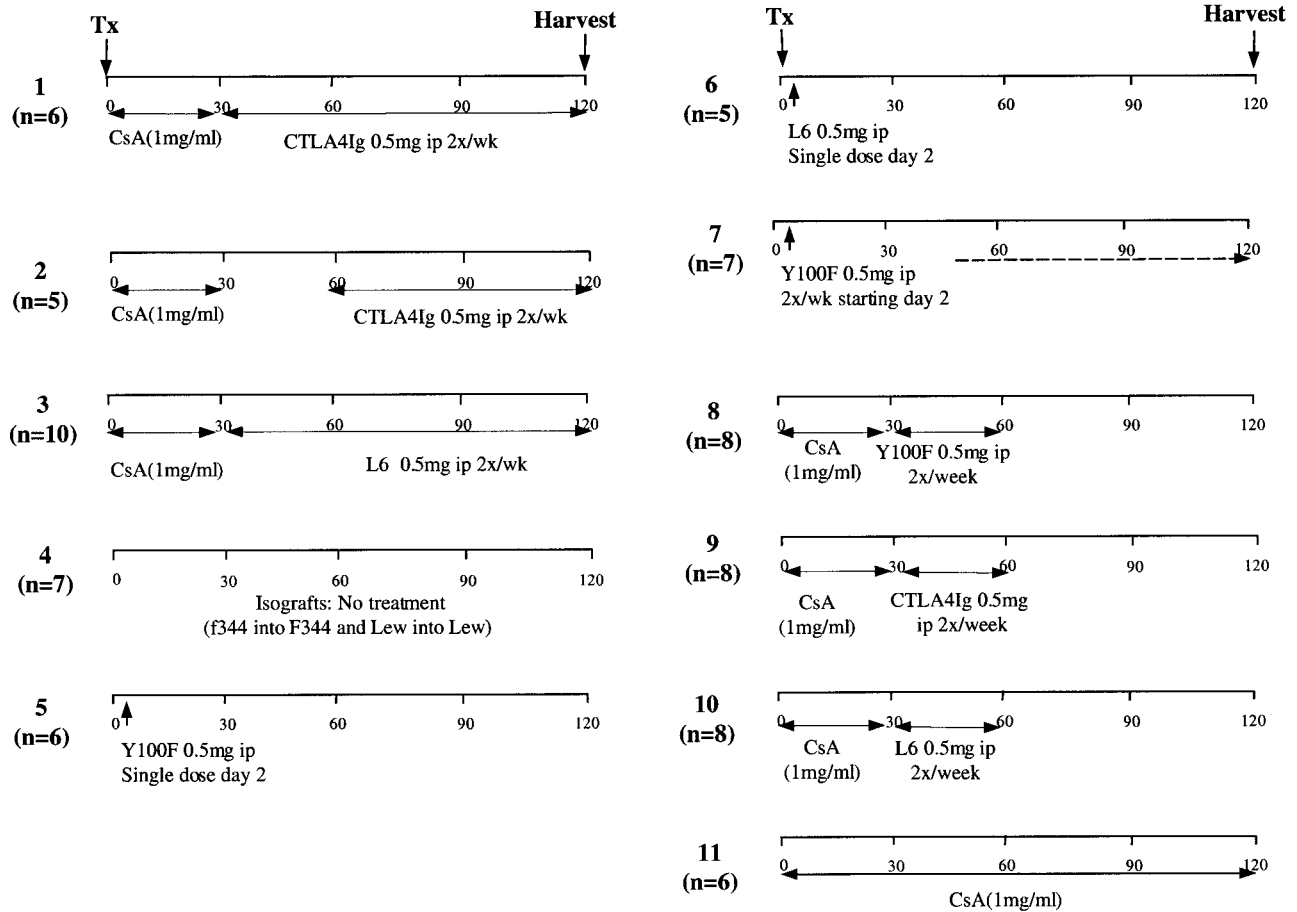 Tx
Harvest
1
(n=6)
0 30 60 90 120
CsA(1mg/ml)
CTLA4Ig 0.5mg ip 2x/wk
2
(n=5)
0 30 60 90 120
CsA(1mg/ml)
CTLA4Ig 0.5mg ip 2x/wk
3
(n=10)
0 30 60 90 120
CsA(1mg/ml)
L6 0.5mg ip 2x/wk
4
(n=7)
0 30 60 90 120
Isografts: No treatment
(f344 into F344 and Lew into Lew)
5
(n=6)
0 30 60 90 120
Y100F 0.5mg ip
Single dose day 2
Tx
Harvest
6
(n=5)
0 30 60 90 120
L6 0.5mg ip
Single dose day 2
7
(n=7)
0 30 60 90 120
Y100F 0.5mg ip
2x/wk starting day 2
8
(n=8)
0 30 60 90 120
CsA
(1mg/ml)
Y100F 0.5mg ip
2x/week
9
(n=8)
0 30 60 90 120
CsA
(1mg/ml)
CTLA4Ig 0.5mg
ip 2x/week
10
(n=8)
0 30 60 90 120
CsA
(1mg/ml)
L6 0.5mg ip
2x/week
11
(n=6)
0 30 60 90 120
CsA(1mg/ml)